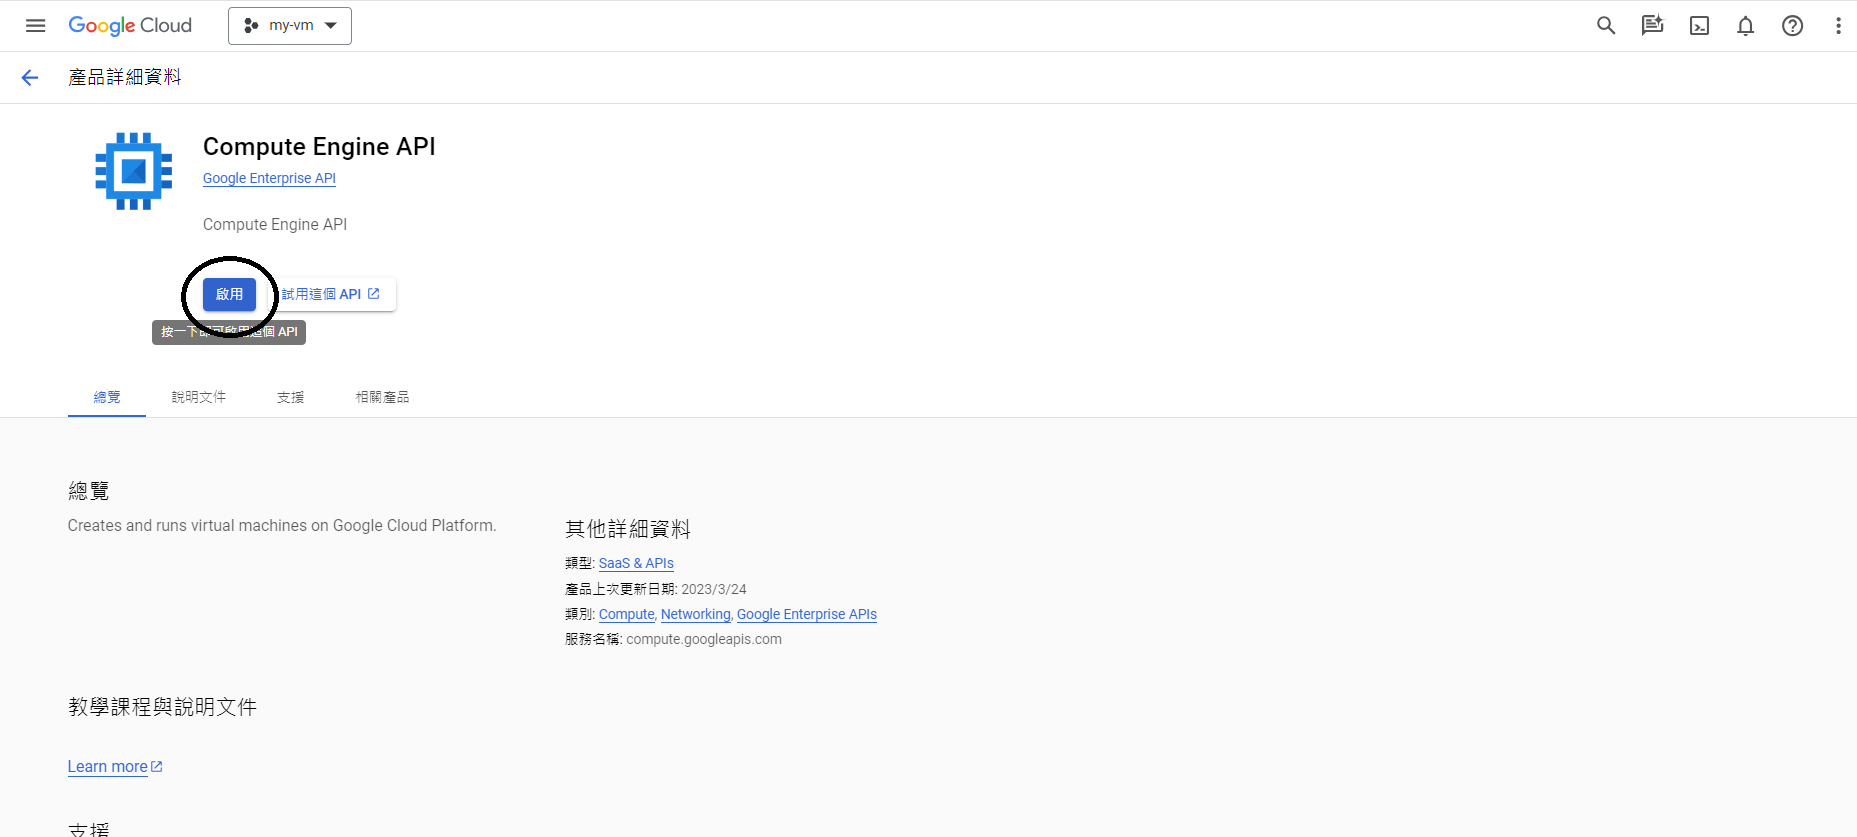 Google Cloud
my-vm
產品詳細資料
Compute Engine API
Google Enterprise API
Compute Engine API
啟用
試用這個 API
按一下即可啟用這個 API
總覽
說明文件
支援
相關產品
總覽
Creates and runs virtual machines on Google Cloud Platform.
其他詳細資料
類型: SaaS & APIs
產品上次更新日期: 2023/3/24
類別: Compute, Networking, Google Enterprise APIs
服務名稱: compute.googleapis.com
教學課程與說明文件
Learn more
支援